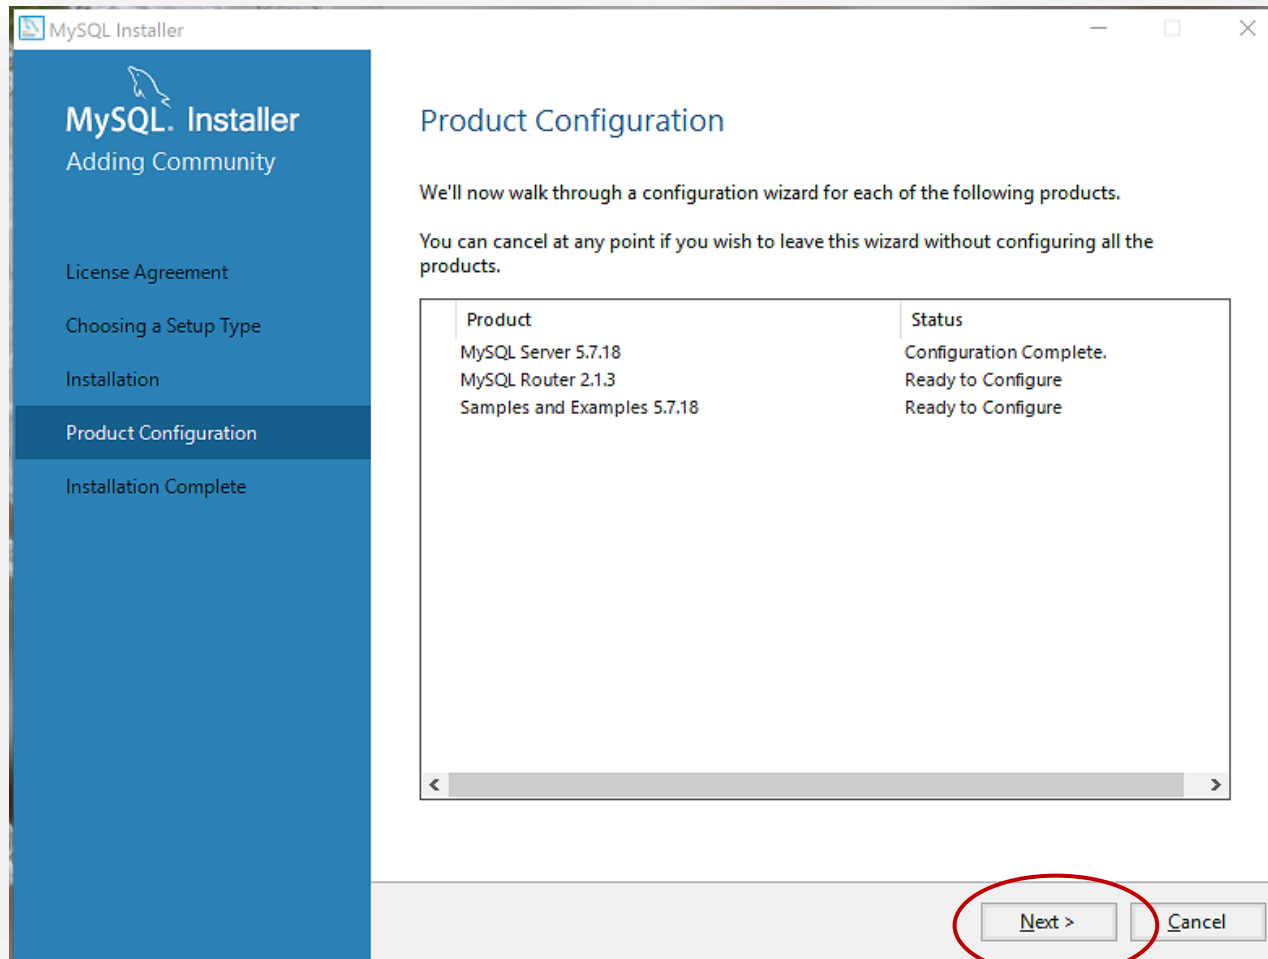 MySQL Installer
MySQL. Installer
Adding Community
License Agreement
Choosing a Setup Type
Installation
Product Configuration
Installation Complete
Product Configuration
We'll now walk through a configuration wizard for each of the following products.
You can cancel at any point if you wish to leave this wizard without configuring all the
products.
Product Status
MySQL Server 5.7.18 Configuration Complete.
MySQL Router 2.1.3 Ready to Configure
Samples and Examples 5.7.18 Ready to Configure
Next > Cancel